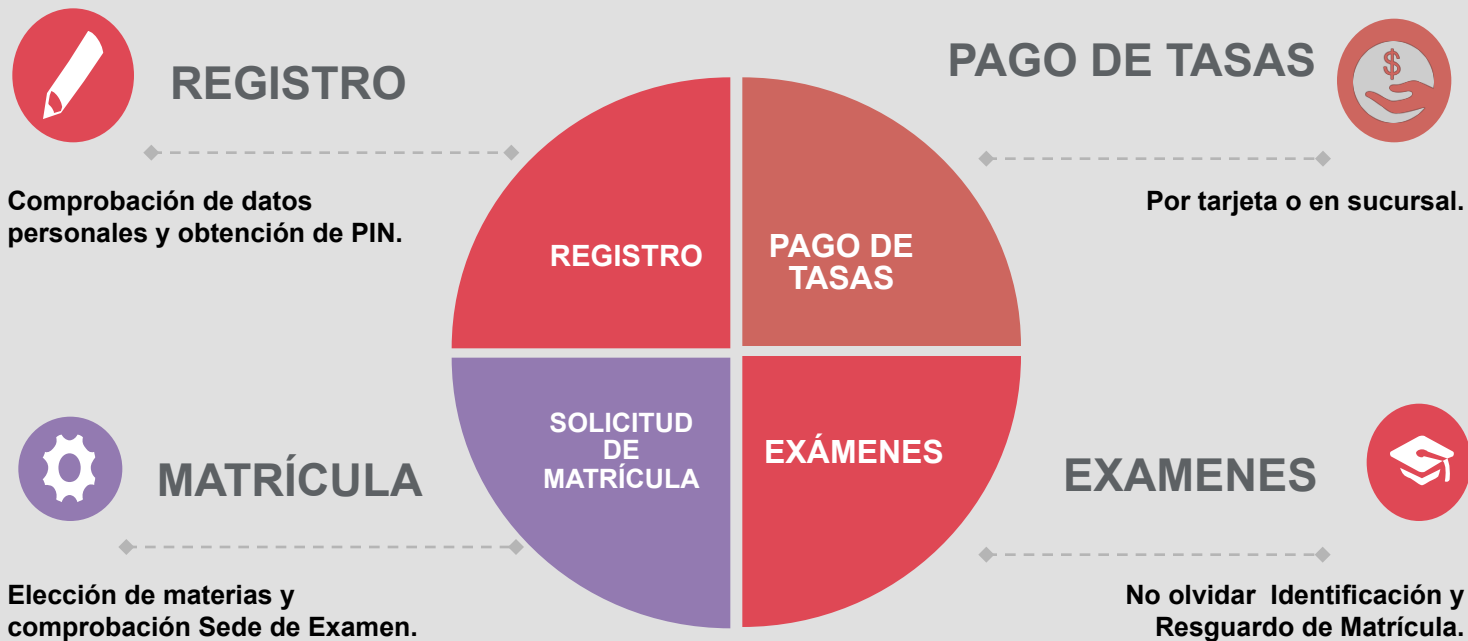 REGISTRO
Comprobación de datos
personales y obtención de PIN.
PAGO DE TASAS
$
Por tarjeta o en sucursal.
REGISTRO
PAGO DE
TASAS
SOLICITUD
DE
MATRÍCULA
EXÁMENES
MATRÍCULA
Elección de materias y
comprobación Sede de Examen.
EXAMENES
No olvidar Identificación y
Resguardo de Matrícula.